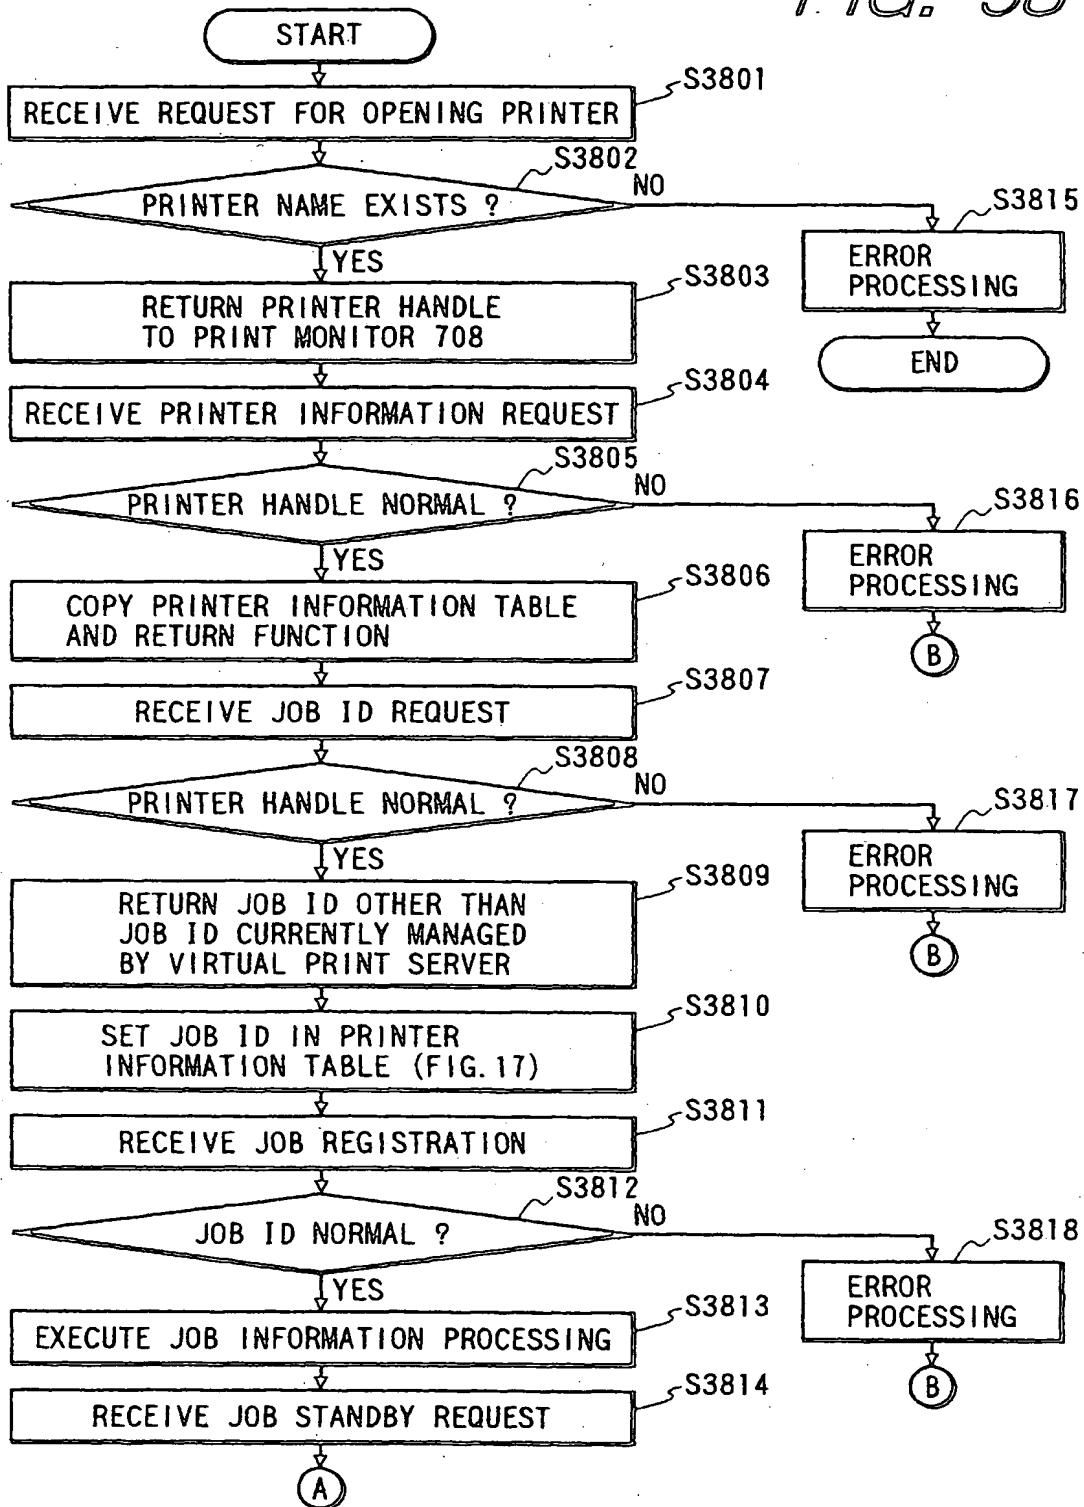 FIG. 38
START
S3801
RECEIVE REQUEST FOR OPENING PRINTER
S3802
PRINTER NAME EXISTS ?
NO
YES
S3815
ERROR
PROCESSING
END
S3803
RETURN PRINTER HANDLE
TO PRINT MONITOR 708
S3804
RECEIVE PRINTER INFORMATION REQUEST
S3805
PRINTER HANDLE NORMAL ?
NO
YES
S3816
ERROR
PROCESSING
B
S3806
COPY PRINTER INFORMATION TABLE
AND RETURN FUNCTION
S3807
RECEIVE JOB ID REQUEST
S3808
PRINTER HANDLE NORMAL ?
NO
YES
S3817
ERROR
PROCESSING
B
S3809
RETURN JOB ID OTHER THAN
JOB ID CURRENTLY MANAGED
BY VIRTUAL PRINT SERVER
S3810
SET JOB ID IN PRINTER
INFORMATION TABLE (FIG.17)
S3811
RECEIVE JOB REGISTRATION
S3812
JOB ID NORMAL ?
NO
YES
S3818
ERROR
PROCESSING
B
S3813
EXECUTE JOB INFORMATION PROCESSING
S3814
RECEIVE JOB STANDBY REQUEST
A